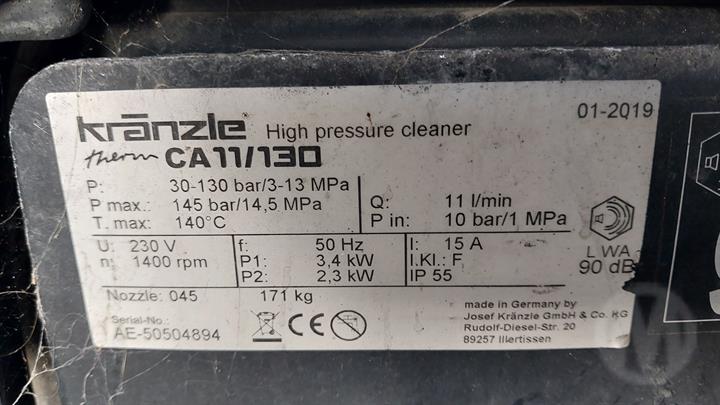 kränzle High pressure cleaner 01-2019
therm CA11/130
P: 30-130 bar/3-13 MPa
P max.: 145 bar/14,5 MPa Q: 11 l/min
T. max: 140°C P in: 10 bar/1 MPa
U: 230 V f: 50 Hz I: 15 A
n: 1400 rpm P1: 3,4 kW I.Kl.: F
P2: 2,3 kW IP 55
LWA
90 dB
Nozzle: 045 171 kg
Serial-No.:
AE-50504894
CE
made in Germany by
Josef Kränzle GmbH & Co. KG
Rudolf-Diesel-Str. 20
89257 Illertissen